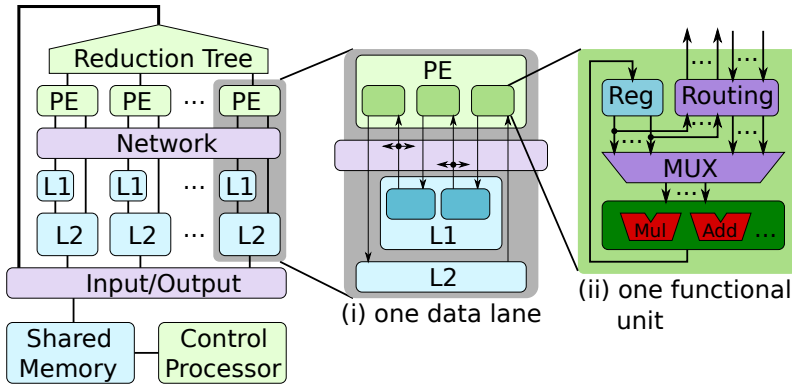 Reduction Tree
PE PE ... PE
Network
L1 L1 ... L1
L2 L2 ... L2
Input/Output
Shared
Memory
Control
Processor
PE
L1
L2
(i) one data lane
... ...
Reg Routing
... ...
MUX
...
Mul Add ...
(ii) one functional
unit